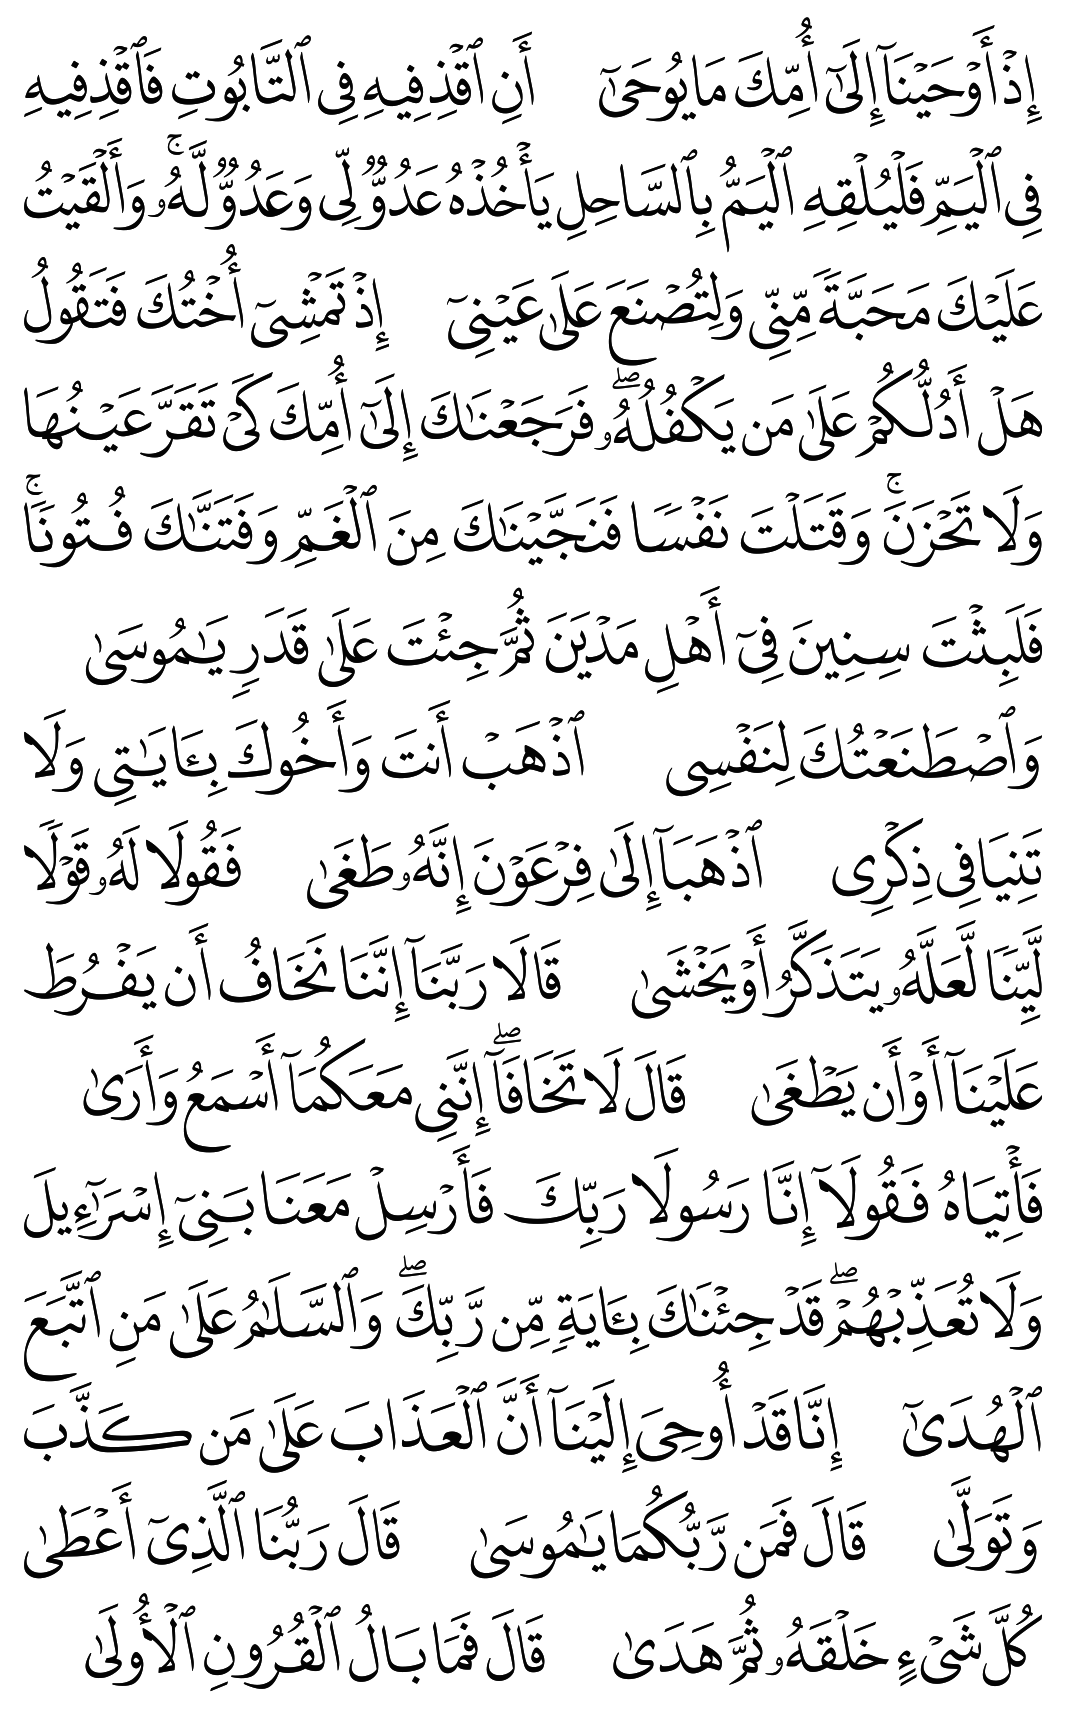 إِذْ أَوْحَيْنَآ إِلَىٰٓ أُمِّكَ مَا يُوحَىٰٓ أَنِ ٱقْذِفِيهِ فِى ٱلتَّابُوتِ فَٱقْذِفِيهِ
فِى ٱلْيَمِّ فَلْيُلْقِهِ ٱلْيَمُّ بِٱلسَّاحِلِ يَأْخُذْهُ عَدُوٌّ لِّى وَعَدُوٌّ لَّهُۥ ۚ وَأَلْقَيْتُ
عَلَيْكَ مَحَبَّةً مِّنِّى وَلِتُصْنَعَ عَلَىٰ عَيْنِىٓ إِذْ تَمْشِىٓ أُخْتُكَ فَتَقُولُ
هَلْ أَدُلُّكُمْ عَلَىٰ مَن يَكْفُلُهُۥ ۖ فَرَجَعْنَٰكَ إِلَىٰٓ أُمِّكَ كَىْ تَقَرَّ عَيْنُهَا
وَلَا تَحْزَنَ ۚ وَقَتَلْتَ نَفْسًا فَنَجَّيْنَٰكَ مِنَ ٱلْغَمِّ وَفَتَنَّٰكَ فُتُونًا ۚ
فَلَبِثْتَ سِنِينَ فِىٓ أَهْلِ مَدْيَنَ ثُمَّ جِئْتَ عَلَىٰ قَدَرٍ يَٰمُوسَىٰ
وَٱصْطَنَعْتُكَ لِنَفْسِى ٱذْهَبْ أَنتَ وَأَخُوكَ بِـَٔايَٰتِى وَلَا
تَنِيَا فِى ذِكْرِى ٱذْهَبَآ إِلَىٰ فِرْعَوْنَ إِنَّهُۥ طَغَىٰ فَقُولَا لَهُۥ قَوْلًا
لَّيِّنًا لَّعَلَّهُۥ يَتَذَكَّرُ أَوْ يَخْشَىٰ قَالَا رَبَّنَآ إِنَّنَا نَخَافُ أَن يَفْرُطَ
عَلَيْنَآ أَوْ أَن يَطْغَىٰ قَالَ لَا تَخَافَآ ۖ إِنَّنِى مَعَكُمَآ أَسْمَعُ وَأَرَىٰ
فَأْتِيَاهُ فَقُولَآ إِنَّا رَسُولَا رَبِّكَ فَأَرْسِلْ مَعَنَا بَنِىٓ إِسْرَٰٓءِيلَ
وَلَا تُعَذِّبْهُمْ ۖ قَدْ جِئْنَٰكَ بِـَٔايَةٍ مِّن رَّبِّكَ ۖ وَٱلسَّلَٰمُ عَلَىٰ مَنِ ٱتَّبَعَ
ٱلْهُدَىٰٓ إِنَّا قَدْ أُوحِىَ إِلَيْنَآ أَنَّ ٱلْعَذَابَ عَلَىٰ مَن كَذَّبَ
وَتَوَلَّىٰ قَالَ فَمَن رَّبُّكُمَا يَٰمُوسَىٰ قَالَ رَبُّنَا ٱلَّذِىٓ أَعْطَىٰ
كُلَّ شَىْءٍ خَلْقَهُۥ ثُمَّ هَدَىٰ قَالَ فَمَا بَالُ ٱلْقُرُونِ ٱلْأُولَىٰ